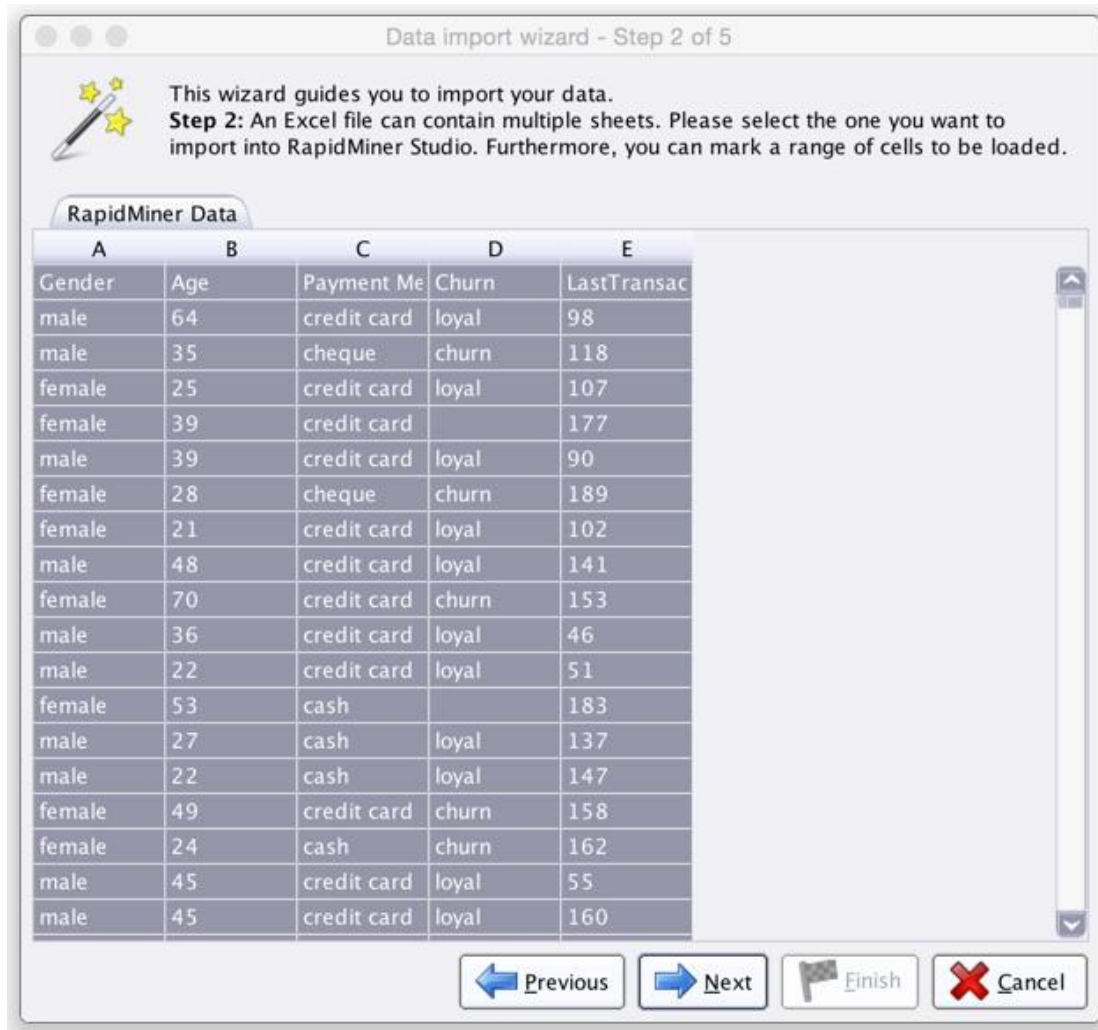 Data import wizard - Step 2 of 5
This wizard guides you to import your data.
Step 2: An Excel file can contain multiple sheets. Please select the one you want to
import into RapidMiner Studio. Furthermore, you can mark a range of cells to be loaded.
RapidMiner Data
A B C D E
Gender Age Payment Me Churn LastTransac
male 64 credit card loyal 98
male 35 cheque churn 118
female 25 credit card loyal 107
female 39 credit card 177
male 39 credit card loyal 90
female 28 cheque churn 189
female 21 credit card loyal 102
male 48 credit card loyal 141
female 70 credit card churn 153
male 36 credit card loyal 46
male 22 credit card loyal 51
female 53 cash 183
male 27 cash loyal 137
male 22 cash loyal 147
female 49 credit card churn 158
female 24 cash churn 162
male 45 credit card loyal 55
male 45 credit card loyal 160
Previous Next Finish Cancel